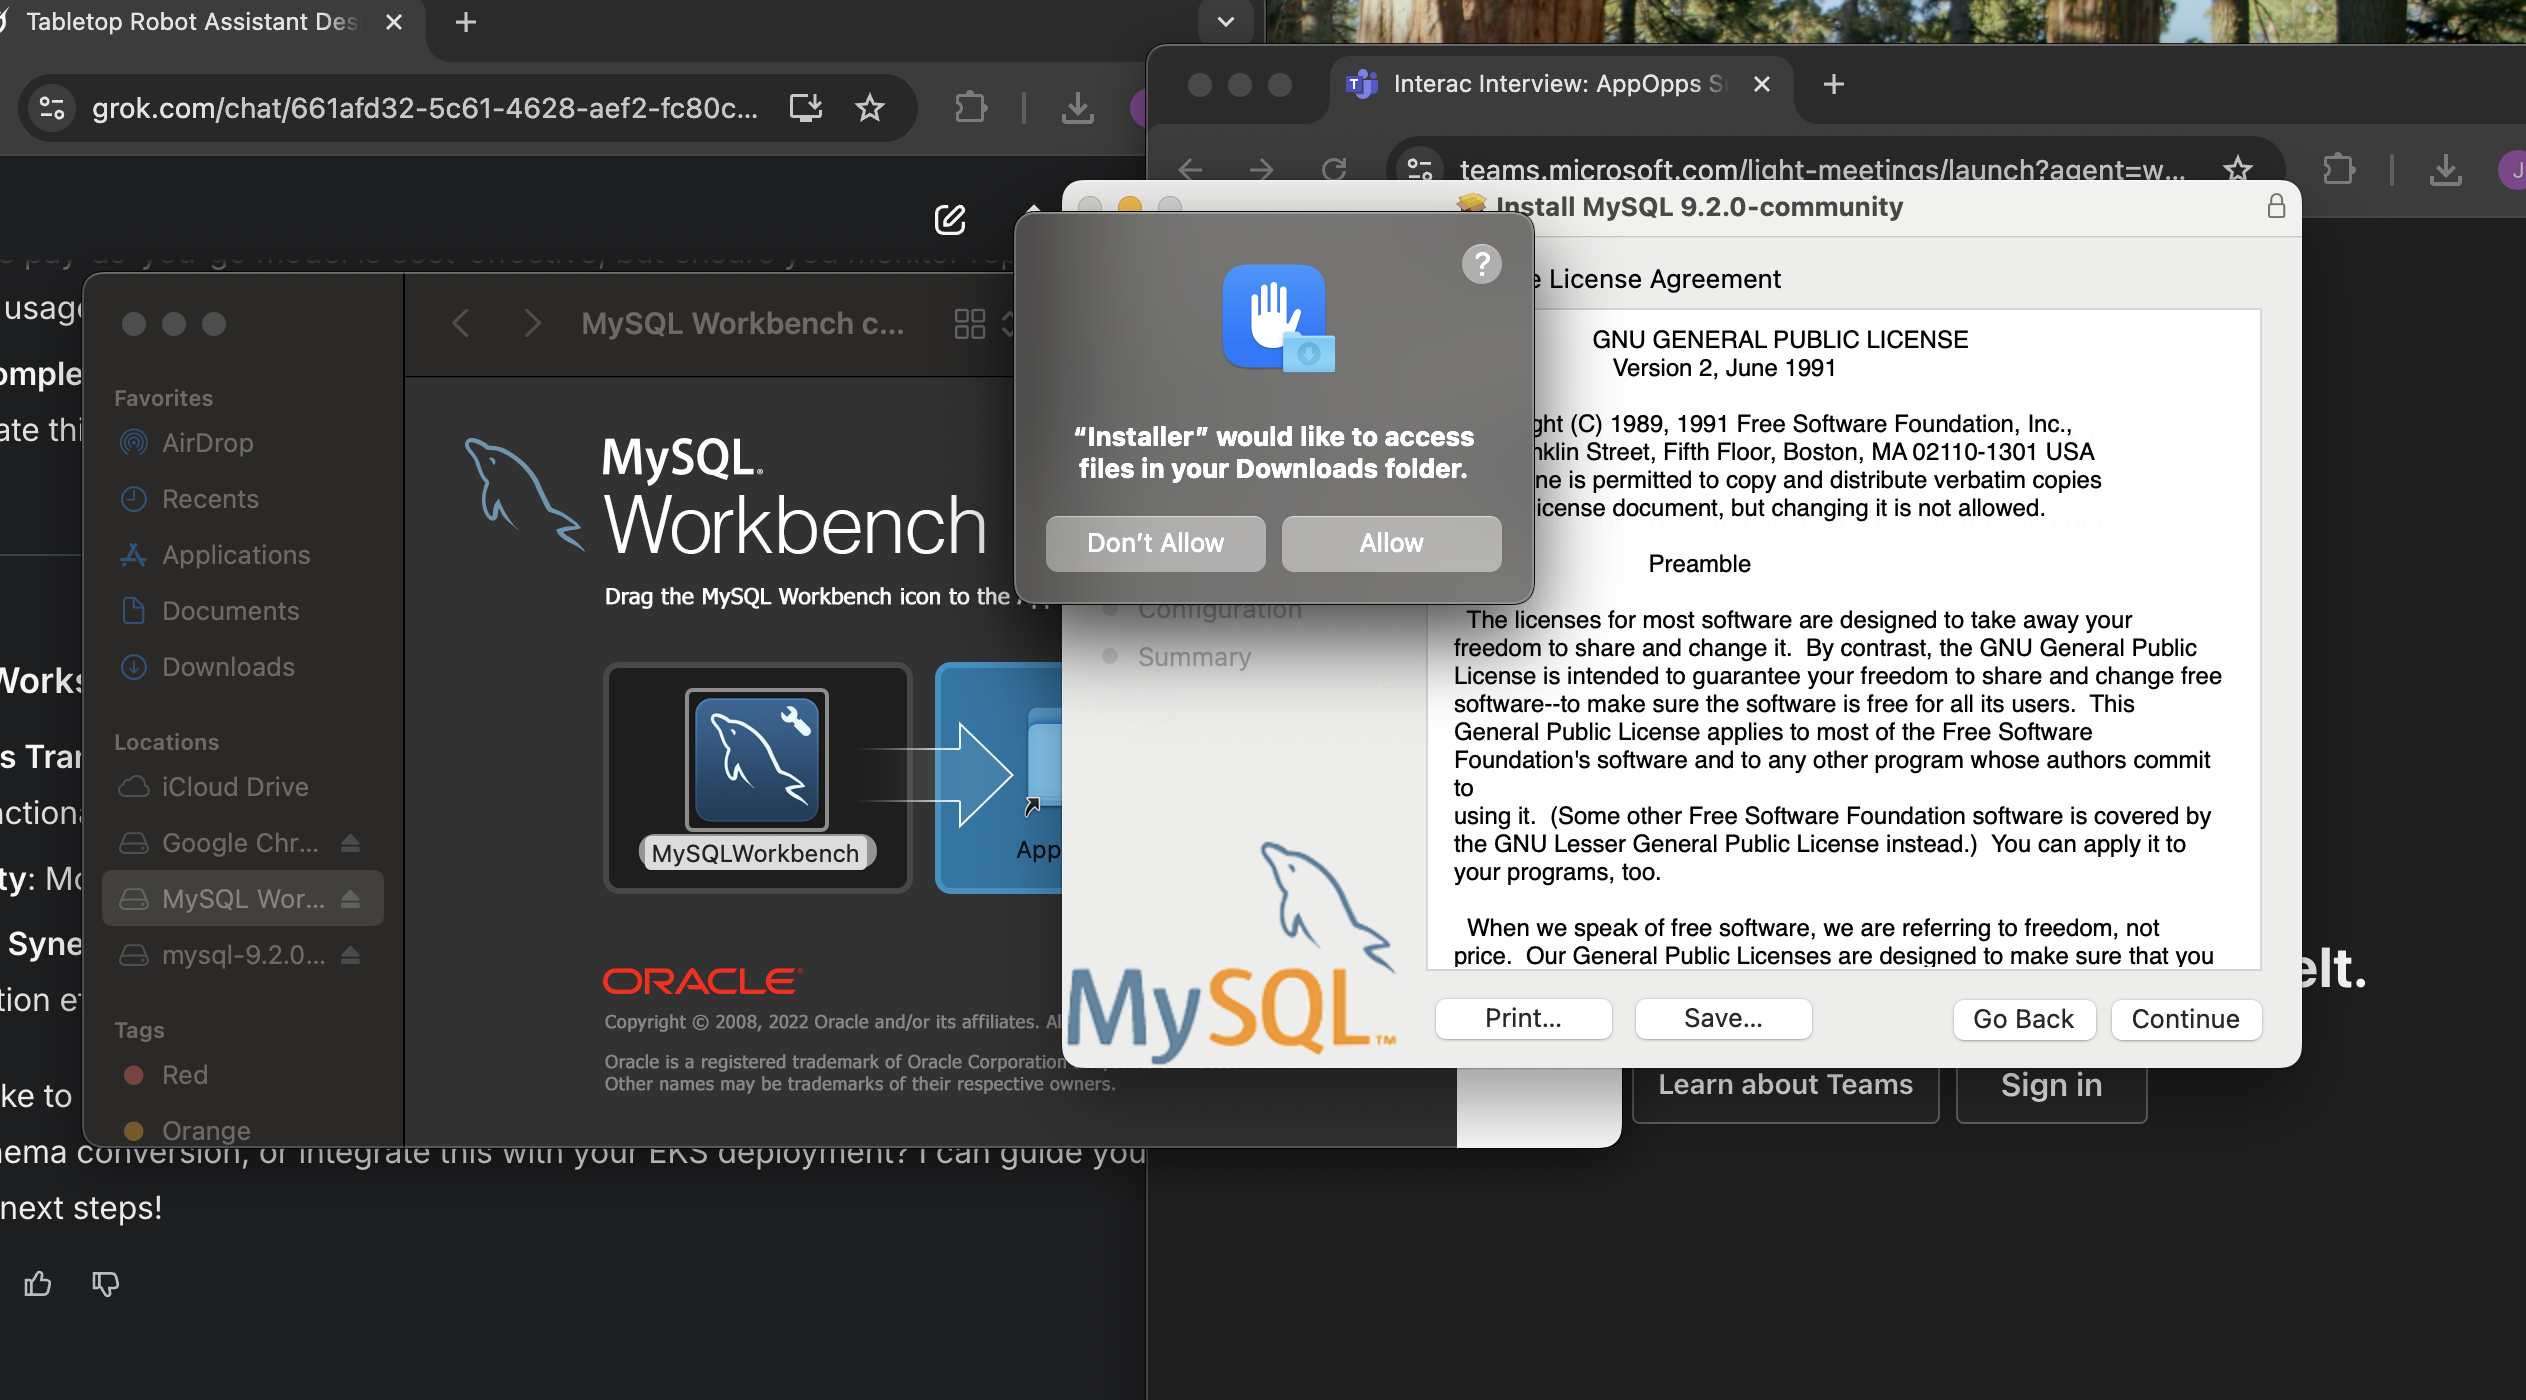 Tabletop Robot Assistant Des
grok.com/chat/661afd32-5c61-4628-aef2-fc80c...
Interac Interview: AppOpps S
teams.microsoft.com/light-meetings/launch?agent=w...
J
Install MySQL 9.2.0-community
License Agreement
GNU GENERAL PUBLIC LICENSE
Version 2, June 1991
ght (C) 1989, 1991 Free Software Foundation, Inc.,
nklin Street, Fifth Floor, Boston, MA 02110-1301 USA
ne is permitted to copy and distribute verbatim copies
icense document, but changing it is not allowed.
Preamble
The licenses for most software are designed to take away your
freedom to share and change it.  By contrast, the GNU General Public
License is intended to guarantee your freedom to share and change free
software--to make sure the software is free for all its users.  This
General Public License applies to most of the Free Software
Foundation's software and to any other program whose authors commit
to
using it.  (Some other Free Software Foundation software is covered by
the GNU Lesser General Public License instead.)  You can apply it to
your programs, too.
When we speak of free software, we are referring to freedom, not
price.  Our General Public Licenses are designed to make sure that you
Configuration
Summary
MySQL™
Print...
Save...
Go Back
Continue
?
“Installer” would like to access
files in your Downloads folder.
Don’t Allow
Allow
MySQL Workbench c...
Favorites
AirDrop
Recents
Applications
Documents
Downloads
Locations
iCloud Drive
Google Chr...
MySQL Wor...
mysql-9.2.0...
Tags
Red
Orange
MySQL®
Workbench
Drag the MySQL Workbench icon to the
MySQLWorkbench
App
ORACLE®
Copyright © 2008, 2022 Oracle and/or its affiliates. Al
Oracle is a registered trademark of Oracle Corporation
Other names may be trademarks of their respective owners.
usage
omple
ate thi
Works
s Tran
actiona
ty: Mo
Syne
tion ef
ke to
ema conversion, or integrate this with your EKS deployment? I can guide you
next steps!
elt.
Learn about Teams
Sign in